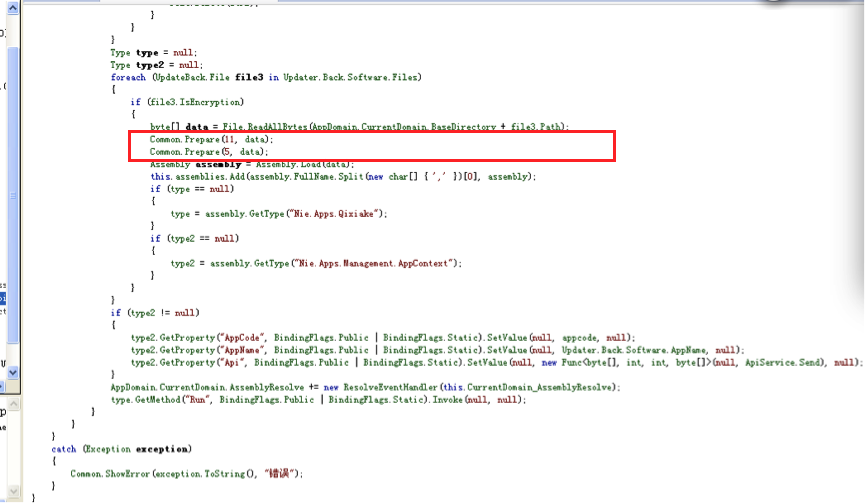 }
}
}
Type type = null;
Type type2 = null;
foreach (UpdateBack.File file3 in Updater.Back.Software.Files)
{
if (file3.IsEncryption)
{
byte[] data = File.ReadAllBytes(AppDomain.CurrentDomain.BaseDirectory + file3.Path);
Common.Prepare(11, data);
Common.Prepare(5, data);
Assembly assembly = Assembly.Load(data);
this.assemblies.Add(assembly.FullName.Split(new char[] { ',' })[0], assembly);
if (type == null)
{
type = assembly.GetType("Nie.Apps.Qixiake");
}
if (type2 == null)
{
type2 = assembly.GetType("Nie.Apps.Management.AppContext");
}
}
}
if (type2 != null)
{
type2.GetProperty("AppCode", BindingFlags.Public | BindingFlags.Static).SetValue(null, appcode, null);
type2.GetProperty("AppName", BindingFlags.Public | BindingFlags.Static).SetValue(null, Updater.Back.Software.AppName, null);
type2.GetProperty("Api", BindingFlags.Public | BindingFlags.Static).SetValue(null, new Func<byte[], int, int, byte[]>(null, ApiService.Send), null);
}
AppDomain.CurrentDomain.AssemblyResolve += new ResolveEventHandler(this.CurrentDomain_AssemblyResolve);
type.GetMethod("Run", BindingFlags.Public | BindingFlags.Static).Invoke(null, null);
}
}
}
catch (Exception exception)
{
Common.ShowError(exception.ToString(), "错误");
}
}